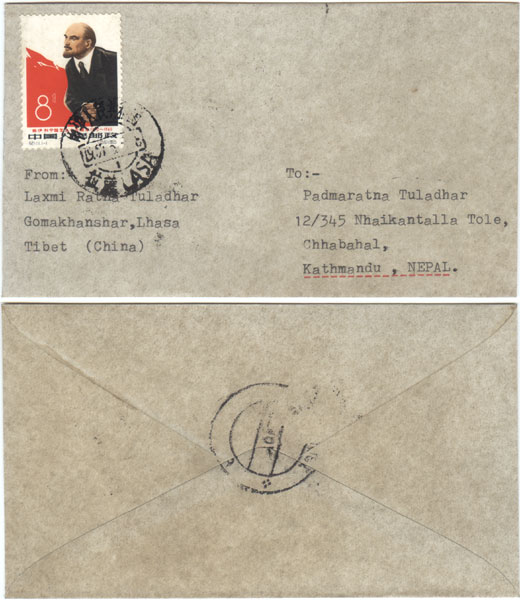 8
中国人民邮政
拉萨 LASA
From:
Laxmi Ratna Tuladhar
Gomakhanshar,Lhasa
Tibet (China)
To:-
Padmaratna Tuladhar
12/345 Nhaikantalla Tole,
Chhabahal,
Kathmandu , NEPAL.